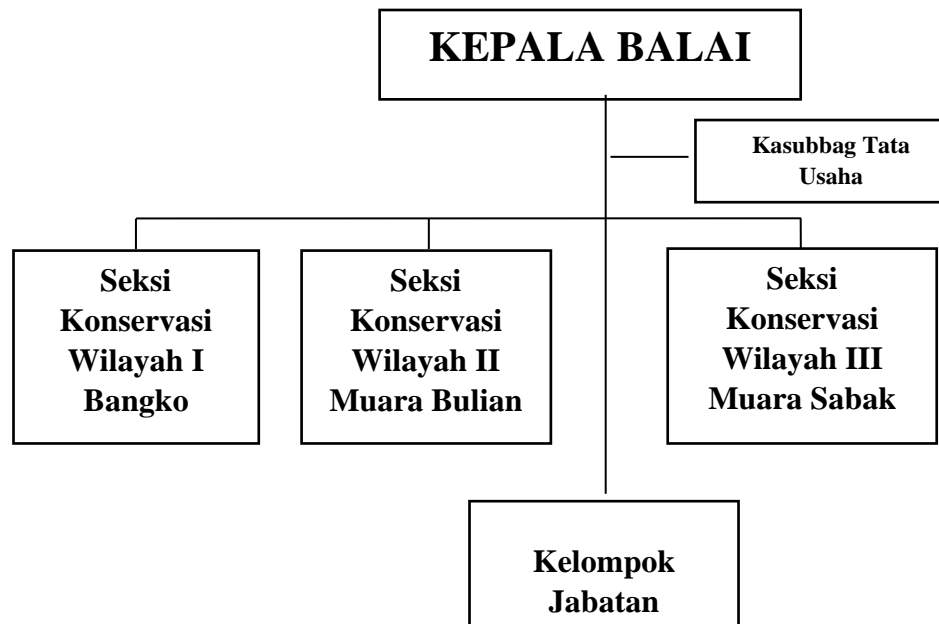 KEPALA BALAI
Kasubbag Tata
Usaha
Seksi
Konservasi
Wilayah I
Bangko
Seksi
Konservasi
Wilayah II
Muara Bulian
Seksi
Konservasi
Wilayah III
Muara Sabak
Kelompok
Jabatan